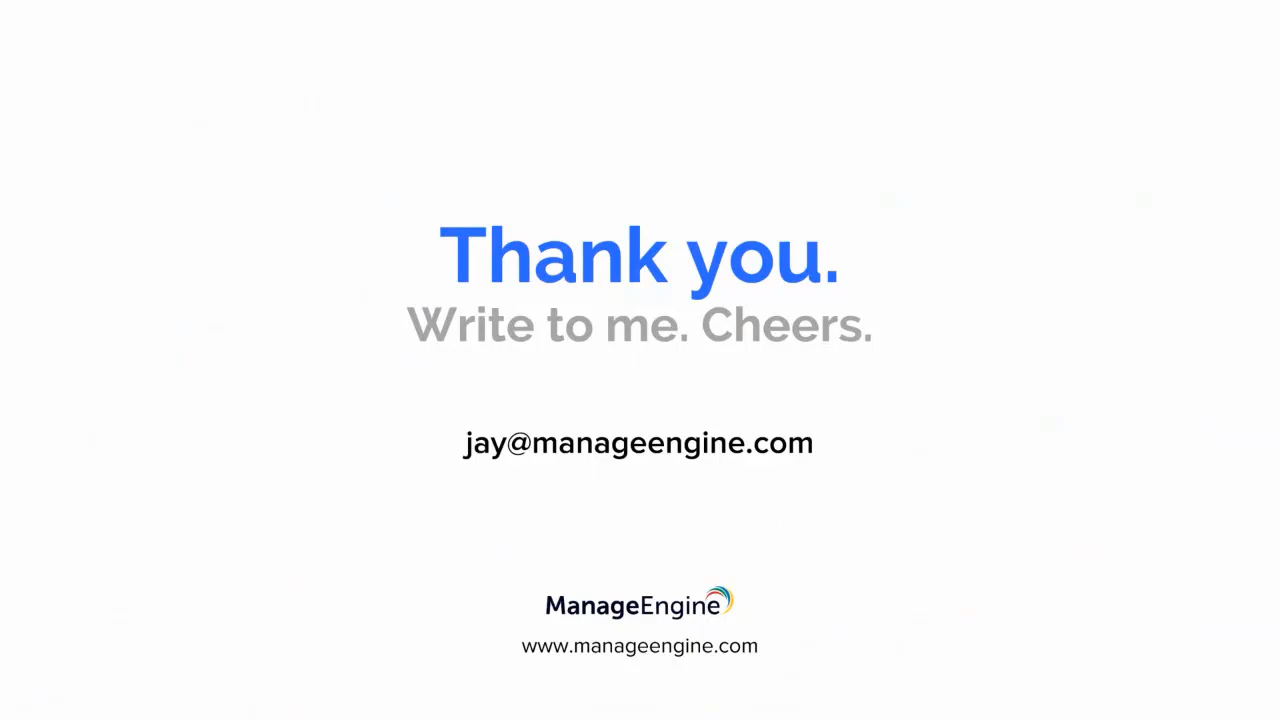 Thank you.
Write to me. Cheers.
jay@manageengine.com
ManageEngine
www.manageengine.com